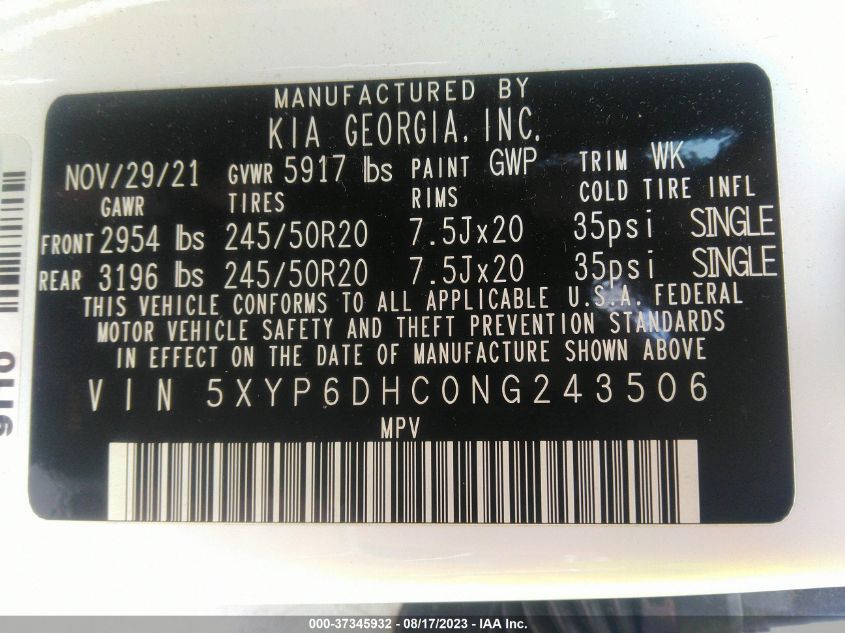 MANUFACTURED BY
KIA GEORGIA, INC.
NOV/29/21 GVWR 5917 lbs PAINT GWP TRIM WK
GAWR TIRES RIMS COLD TIRE INFL
FRONT 2954 lbs 245/50R20 7.5Jx20 35psi SINGLE
REAR 3196 lbs 245/50R20 7.5Jx20 35psi SINGLE
THIS VEHICLE CONFORMS TO ALL APPLICABLE U.S.A. FEDERAL
MOTOR VEHICLE SAFETY AND THEFT PREVENTION STANDARDS
IN EFFECT ON THE DATE OF MANUFACTURE SHOWN ABOVE
VIN 5XYP6DHC0NG243506
MPV
000-37345932 - 08/17/2023 - IAA Inc.